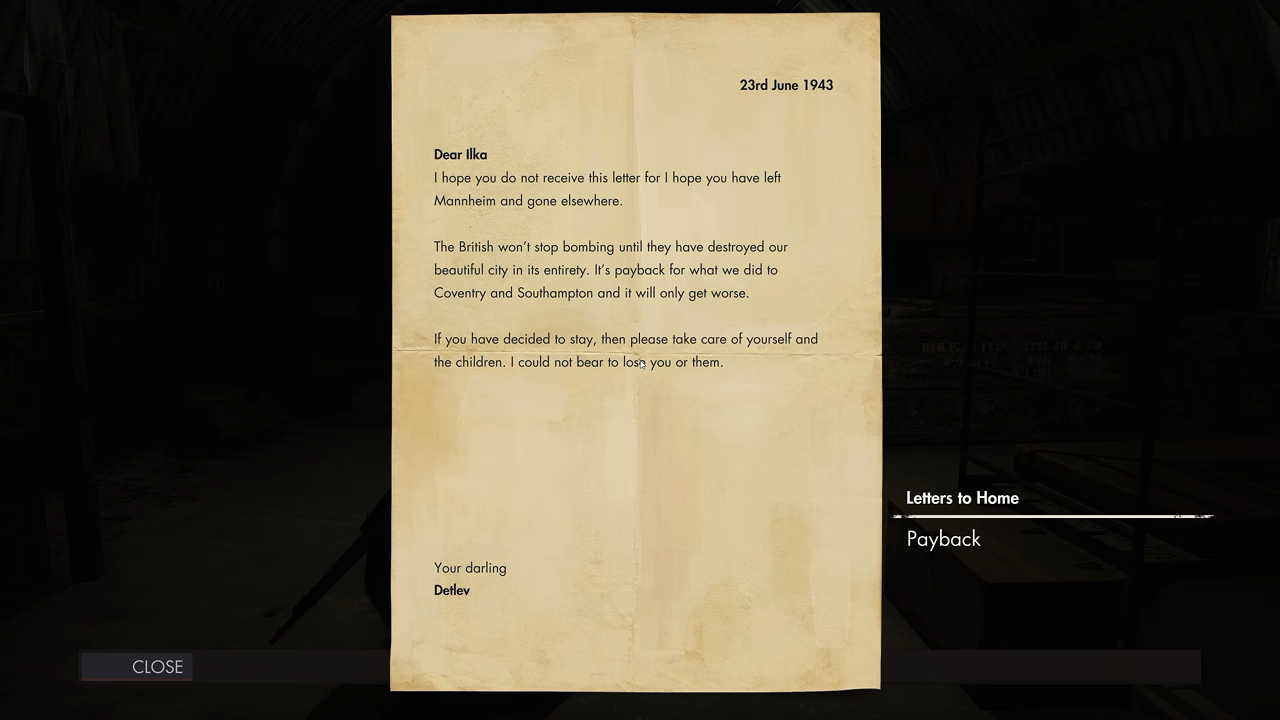 23rd June 1943
Dear Ilka
I hope you do not receive this letter for I hope you have left
Mannheim and gone elsewhere.
The British won't stop bombing until they have destroyed our
beautiful city in its entirety. It's payback for what we did to
Coventry and Southampton and it will only get worse.
If you have decided to stay, then please take care of yourself and
the children. I could not bear to lose you or them.
Your darling
Detlev
Letters to Home
Payback
CLOSE